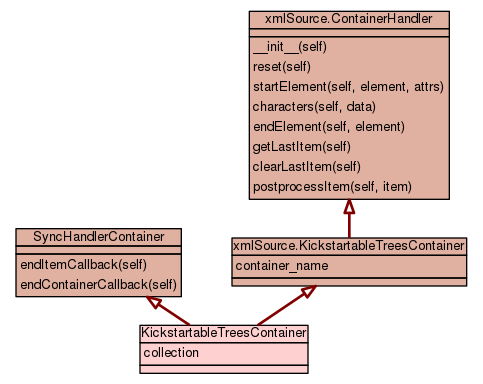 xmlSource.ContainerHandler
__init__(self)
reset(self)
startElement(self, element, attrs)
characters(self, data)
endElement(self, element)
getLastItem(self)
clearLastItem(self)
postprocessItem(self, item)
SyncHandlerContainer
endItemCallback(self)
endContainerCallback(self)
xmlSource.KickstartableTreesContainer
container_name
KickstartableTreesContainer
collection